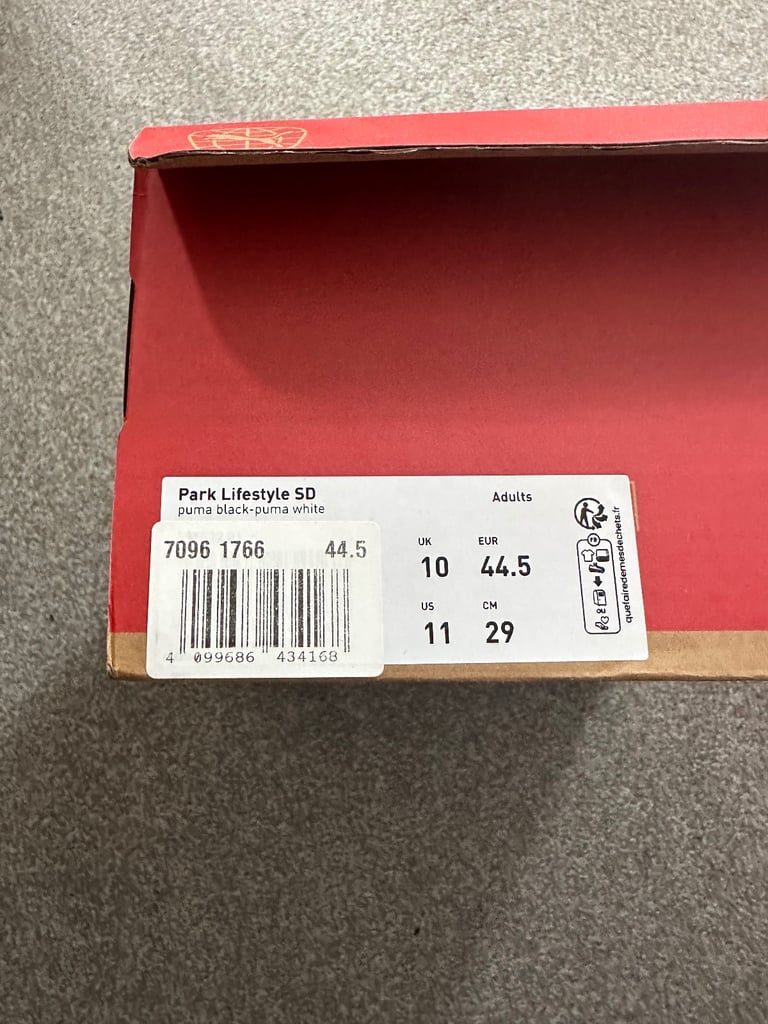 Park Lifestyle SD
puma black-puma white
Adults
7096 1766 44.5
4 099686 434168
UK EUR
10 44.5
US CM
11 29
FR
quefairedemesdechets.fr